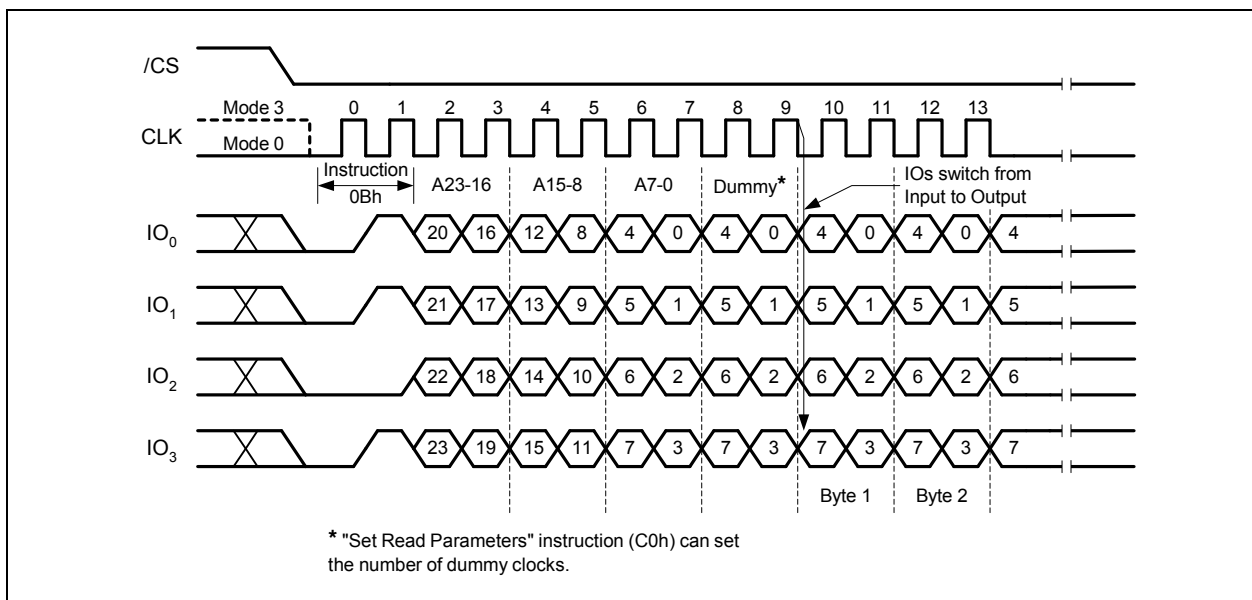 /CS
Mode 3 0 1 2 3 4 5 6 7 8 9 10 11 12 13
CLK
Mode 0
Instruction
0Bh
A23-16 A15-8 A7-0 Dummy*
IOs switch from
Input to Output
IO0 20 16 12 8 4 0 4 0 4 0 4 0 4
IO1 21 17 13 9 5 1 5 1 5 1 5 1 5
IO2 22 18 14 10 6 2 6 2 6 2 6 2 6
IO3 23 19 15 11 7 3 7 3 7 3 7 3 7
Byte 1 Byte 2
* "Set Read Parameters" instruction (C0h) can set
the number of dummy clocks.